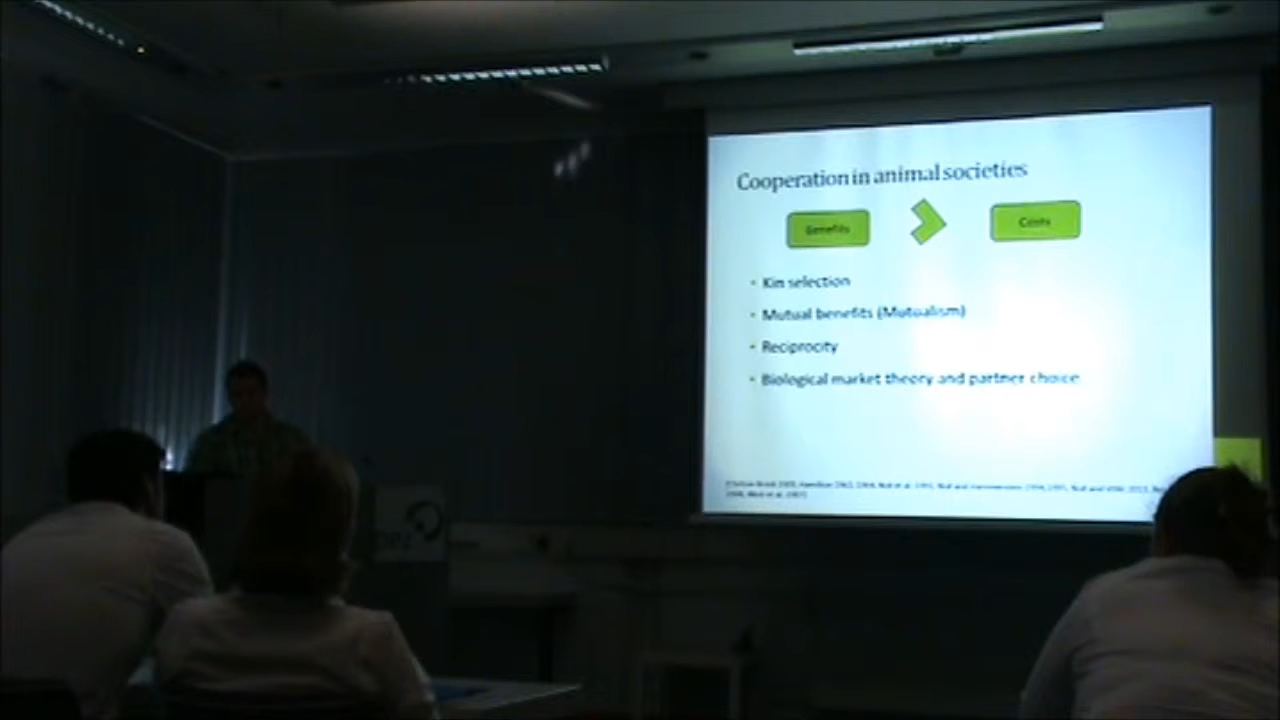 Cooperation in animal societies
Benefits
Costs
• Kin selection
• Mutual benefits (Mutualism)
• Reciprocity
• Biological market theory and partner choice